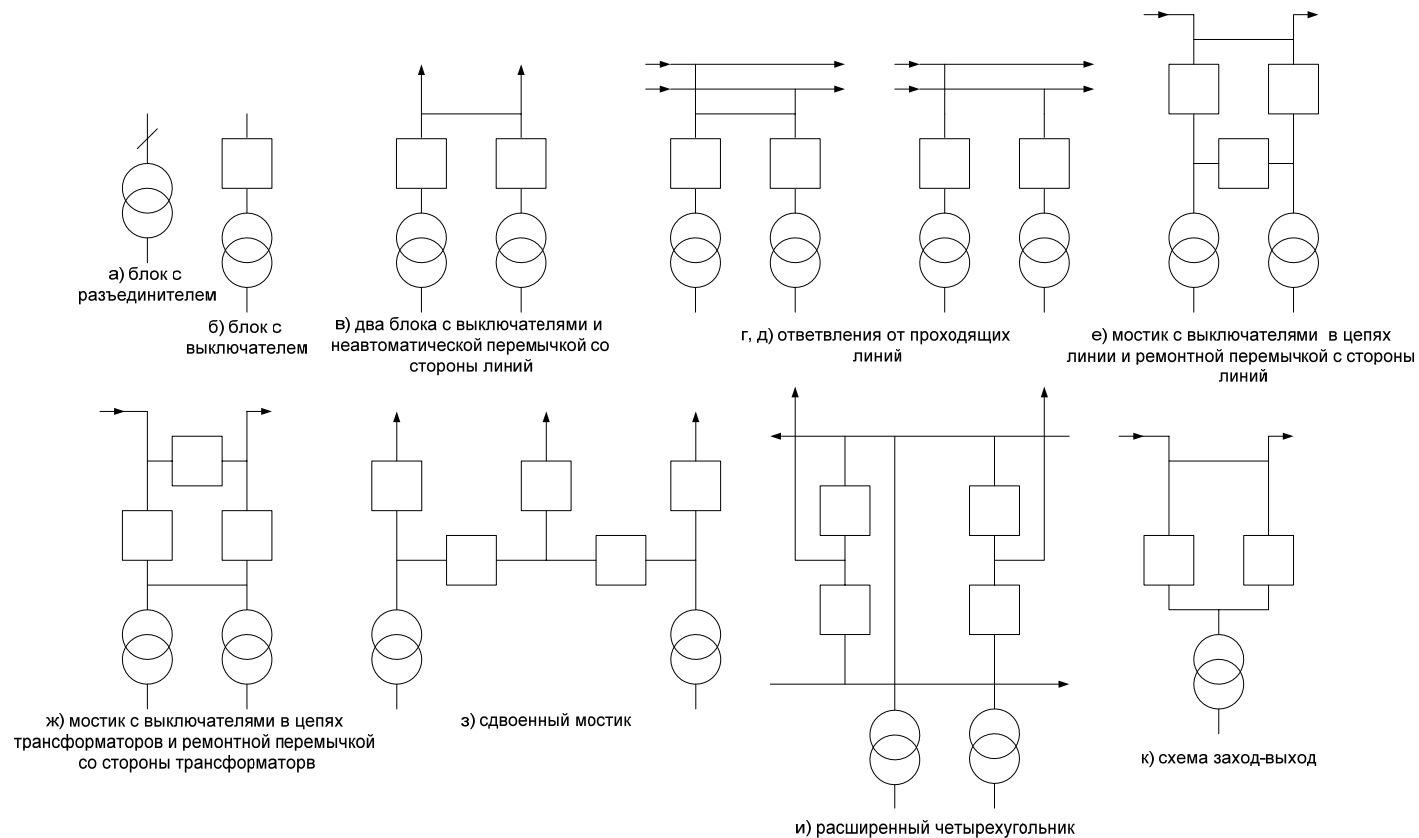 а) блок с
разъединителем
б) блок с
выключателем
в) два блока с выключателями и
неавтоматической перемычкой со
стороны линий
г, д) ответвления от проходящих
линий
е) мостик с выключателями в цепях
линии и ремонтной перемычкой с стороны
линий
ж) мостик с выключателями в цепях
трансформаторов и ремонтной перемычкой
со стороны трансформаторв
з) сдвоенный мостик
и) расширенный четырехугольник
к) схема заход-выход